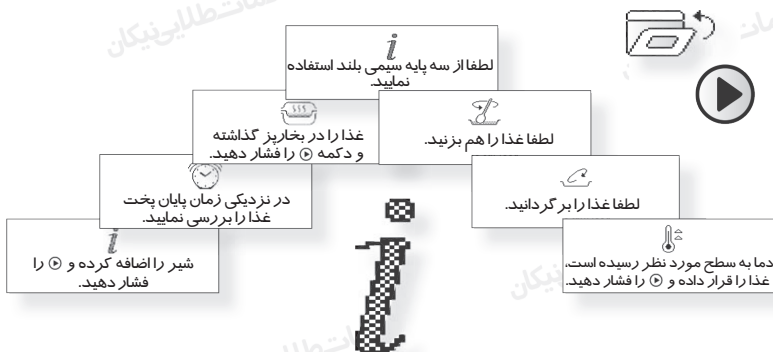 لطفا از سه پایه سیمی بلند استفاده
نمایید.
غذا را در بخارپز گذاشته
و دکمه را فشار دهید.
لطفا غذا را هم بزنید.
در نزدیکی زمان پایان پخت
غذا را بررسی نمایید.
لطفا غذا را برگردانید.
شیر را اضافه کرده و را
فشار دهید.
دما به سطح مورد نظر رسیده است،
غذا را قرار داده و را فشار دهید.